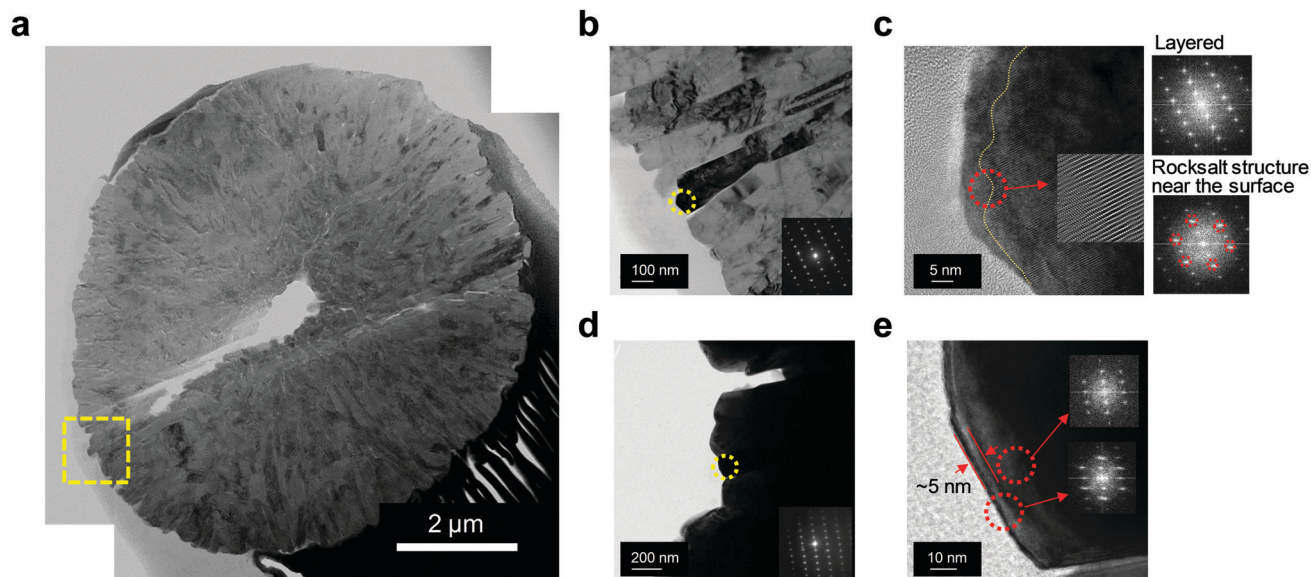 a
b
c
Layered
Rocksalt structure
near the surface
2 μm
100 nm
5 nm
d
e
~5 nm
200 nm
10 nm